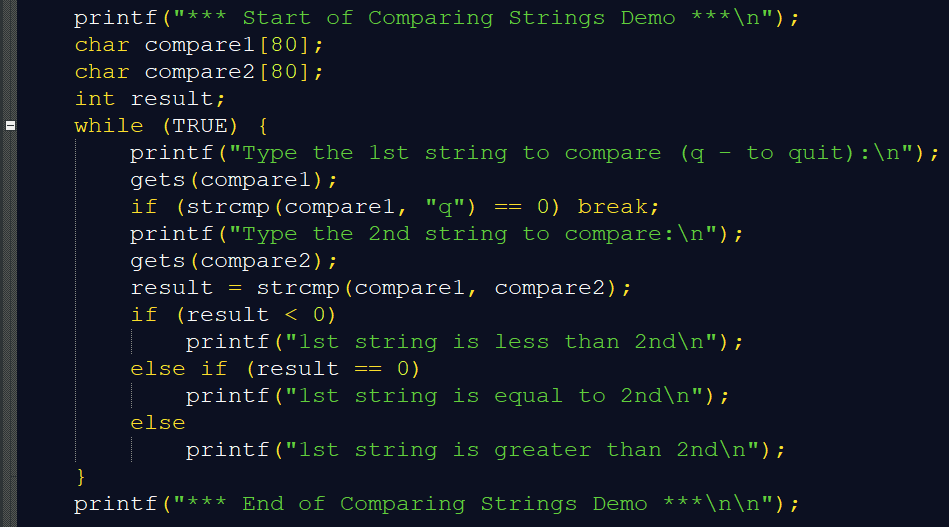 printf("*** Start of Comparing Strings Demo ***\n");
char compare1[80];
char compare2[80];
int result;
while (TRUE) {
printf("Type the 1st string to compare (q - to quit):\n");
gets(compare1);
if (strcmp(compare1, "q") == 0) break;
printf("Type the 2nd string to compare:\n");
gets(compare2);
result = strcmp(compare1, compare2);
if (result < 0)
printf("1st string is less than 2nd\n");
else if (result == 0)
printf("1st string is equal to 2nd\n");
else
printf("1st string is greater than 2nd\n");
}
printf("*** End of Comparing Strings Demo ***\n\n");